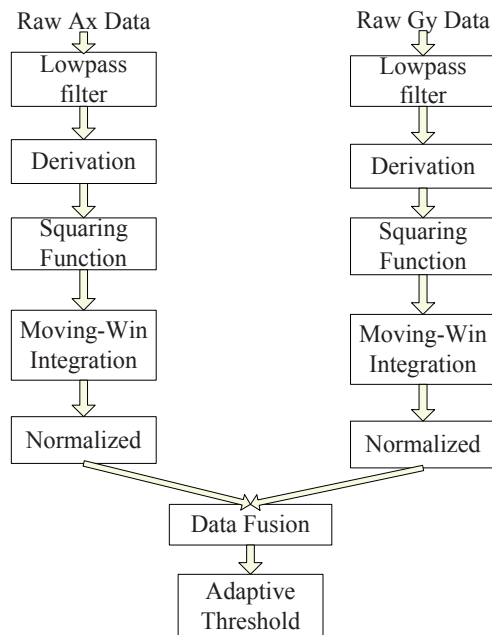 Raw Ax Data
Lowpass
filter
Derivation
Squaring
Function
Moving-Win
Integration
Normalized
Raw Gy Data
Lowpass
filter
Derivation
Squaring
Function
Moving-Win
Integration
Normalized
Data Fusion
Adaptive
Threshold